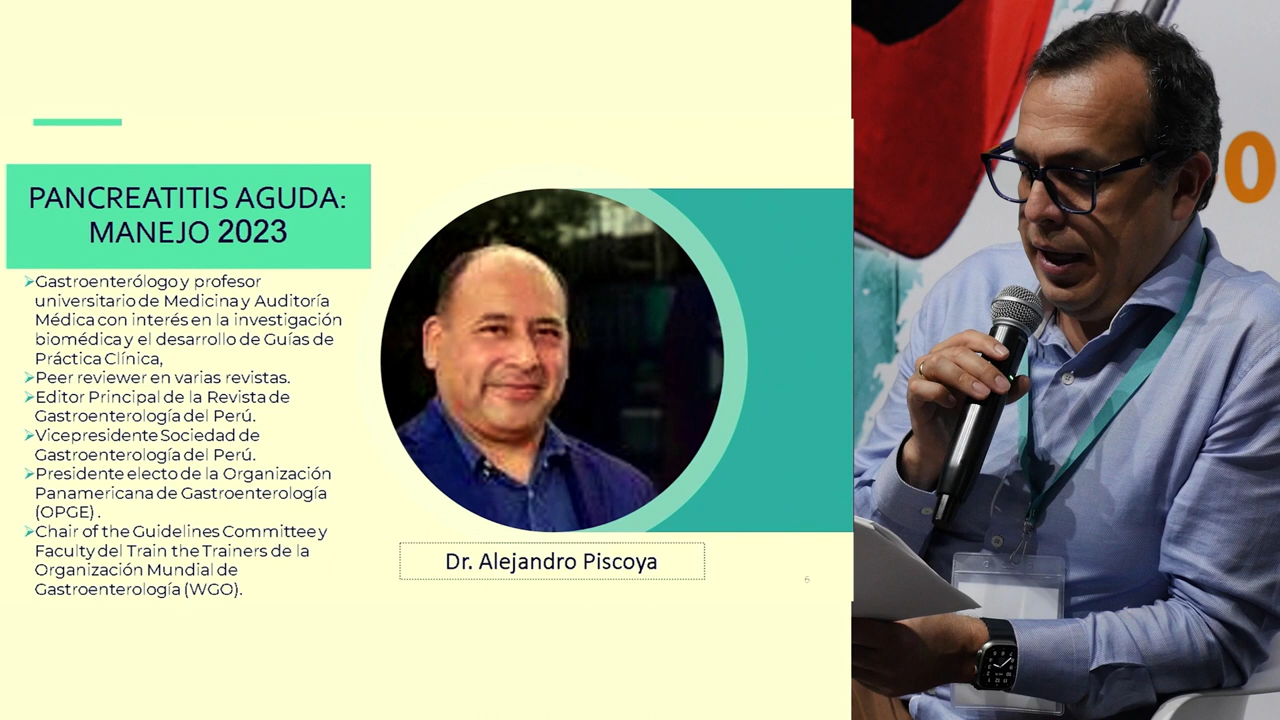 PANCREATITIS AGUDA:
MANEJO 2023
➢Gastroenterólogo y profesor
universitario de Medicina y Auditoría
Médica con interés en la investigación
biomédica y el desarrollo de Guías de
Práctica Clínica,
➢Peer reviewer en varias revistas.
➢Editor Principal de la Revista de
Gastroenterología del Perú.
➢Vicepresidente Sociedad de
Gastroenterología del Perú.
➢Presidente electo de la Organización
Panamericana de Gastroenterología
(OPGE) .
➢Chair of the Guidelines Committee y
Faculty del Train the Trainers de la
Organización Mundial de
Gastroenterología (WGO).
Dr. Alejandro Piscoya
6
0